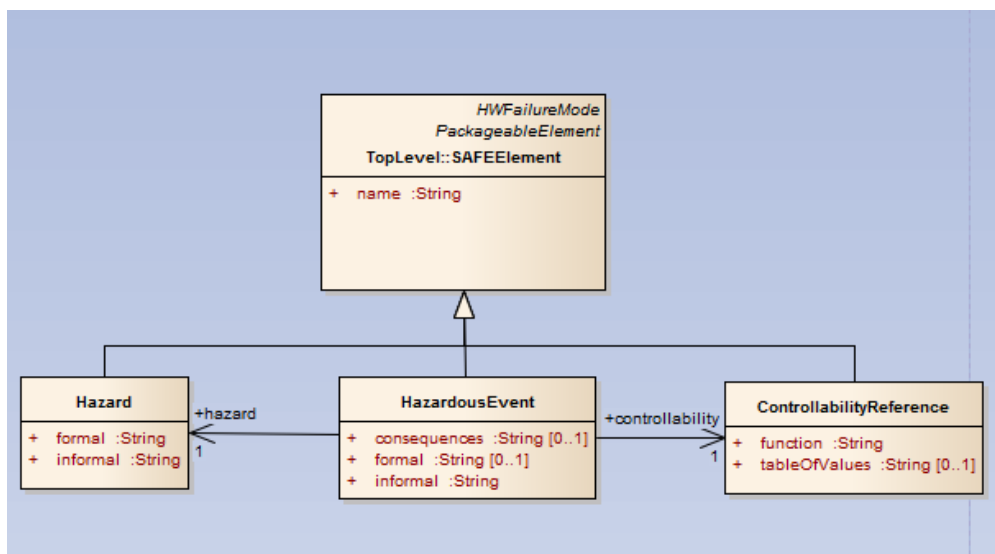 HWFailureMode
PackageableElement
TopLevel::SAFEElement
+ name :String
Hazard
+ formal :String
+ informal :String
+hazard
1
HazardousEvent
+ consequences :String [0..1]
+ formal :String [0..1]
+ informal :String
+controllability
1
ControllabilityReference
+ function :String
+ tableOfValues :String [0..1]